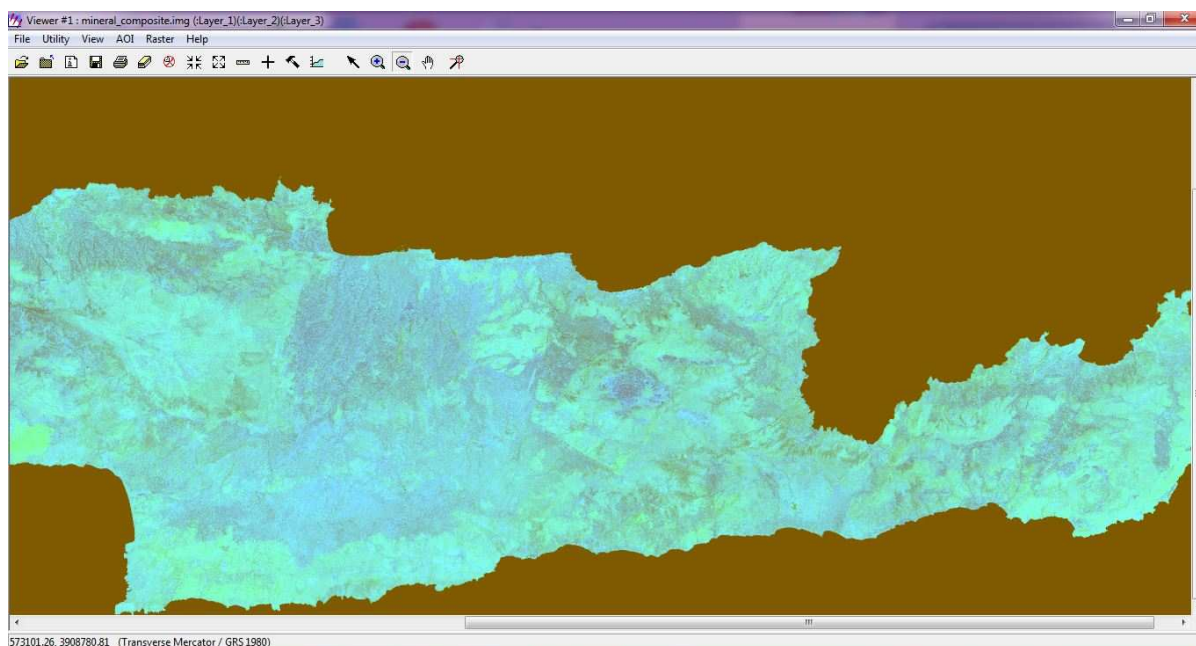 Viewer #1 : mineral_composite.img (:Layer_1)(:Layer_2)(:Layer_3)
File Utility View AOI Raster Help
573101.26, 3908780.81 (Transverse Mercator / GRS 1980)